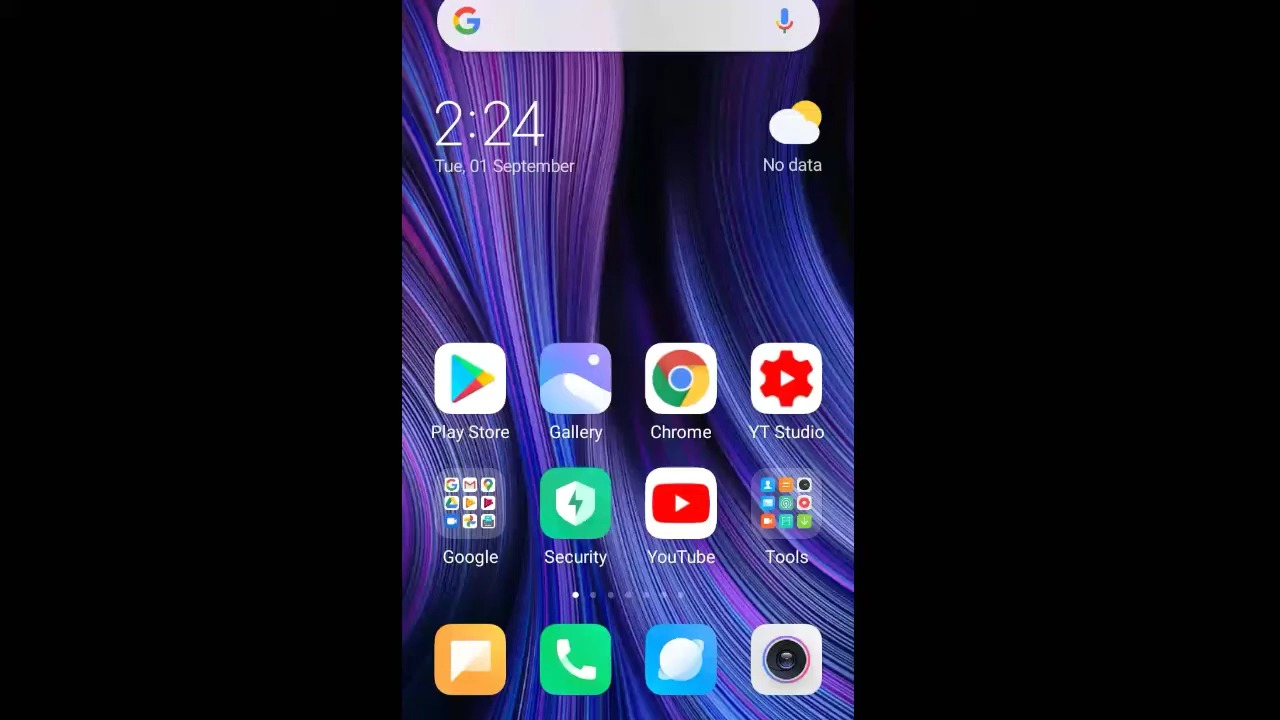 2:24
Tue, 01 September
No data
Play Store
Gallery
Chrome
YT Studio
Google
Security
YouTube
Tools